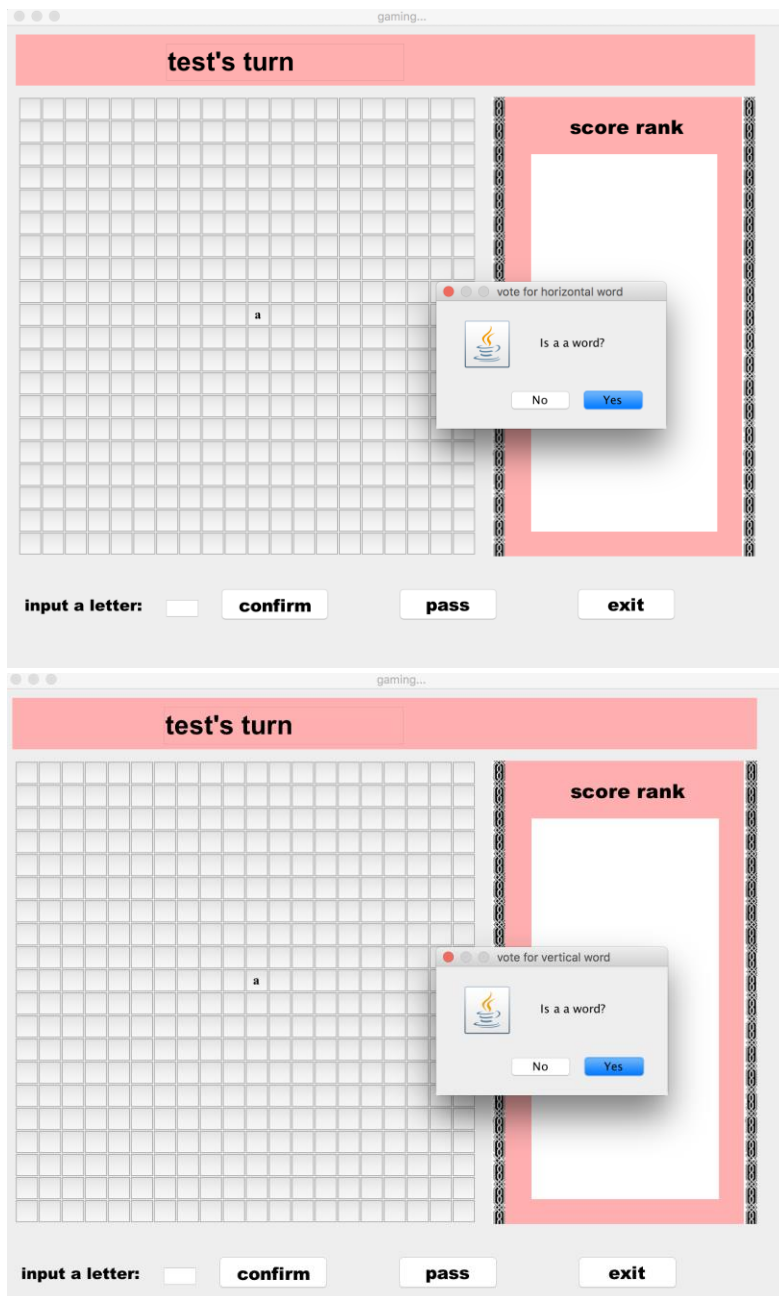 gaming...
test's turn
score rank
a
vote for horizontal word
Is a a word?
No Yes
input a letter: confirm pass exit
gaming...
test's turn
score rank
a
vote for vertical word
Is a a word?
No Yes
input a letter: confirm pass exit